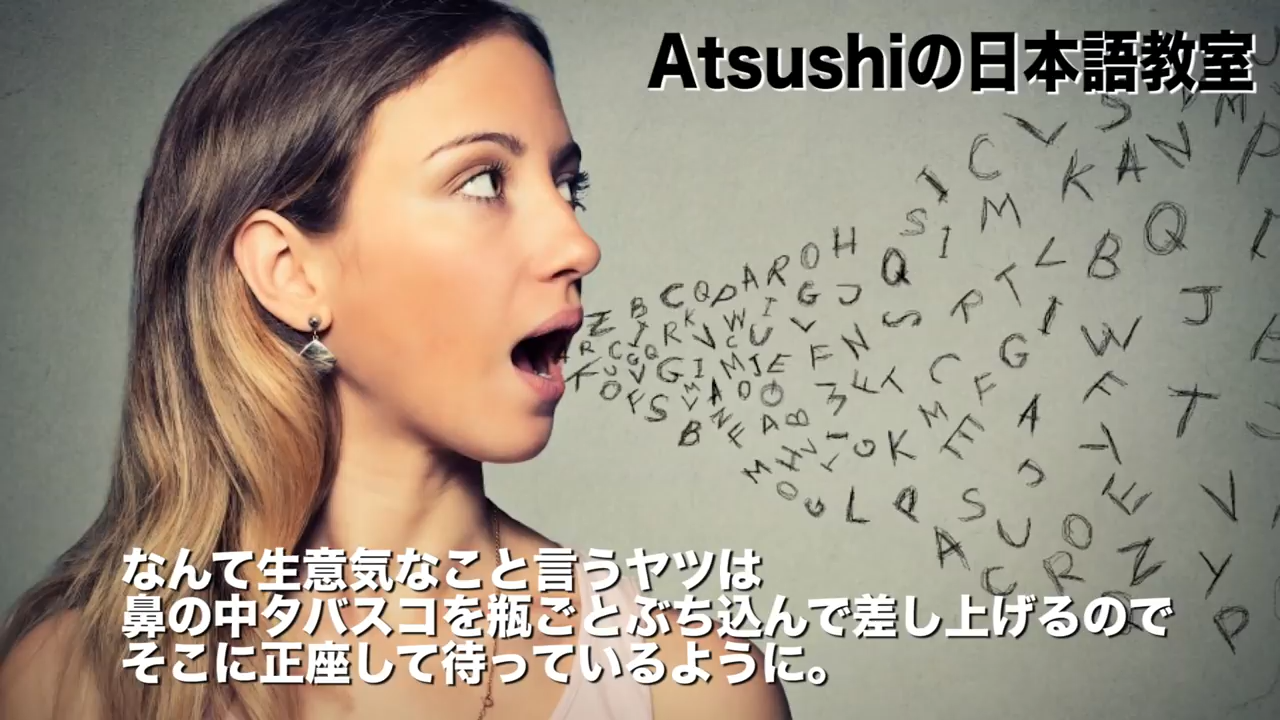 Atsushiの日本語教室
なんて生意気なこと言うヤツは
鼻の中タバスコを瓶ごとぶち込んで差し上げるので
そこに正座して待っているように。